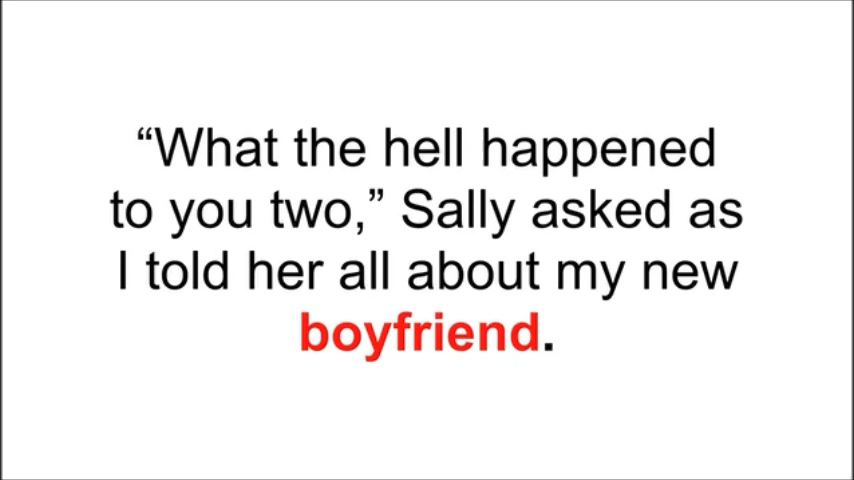 “What the hell happened
to you two,” Sally asked as
I told her all about my new
boyfriend.